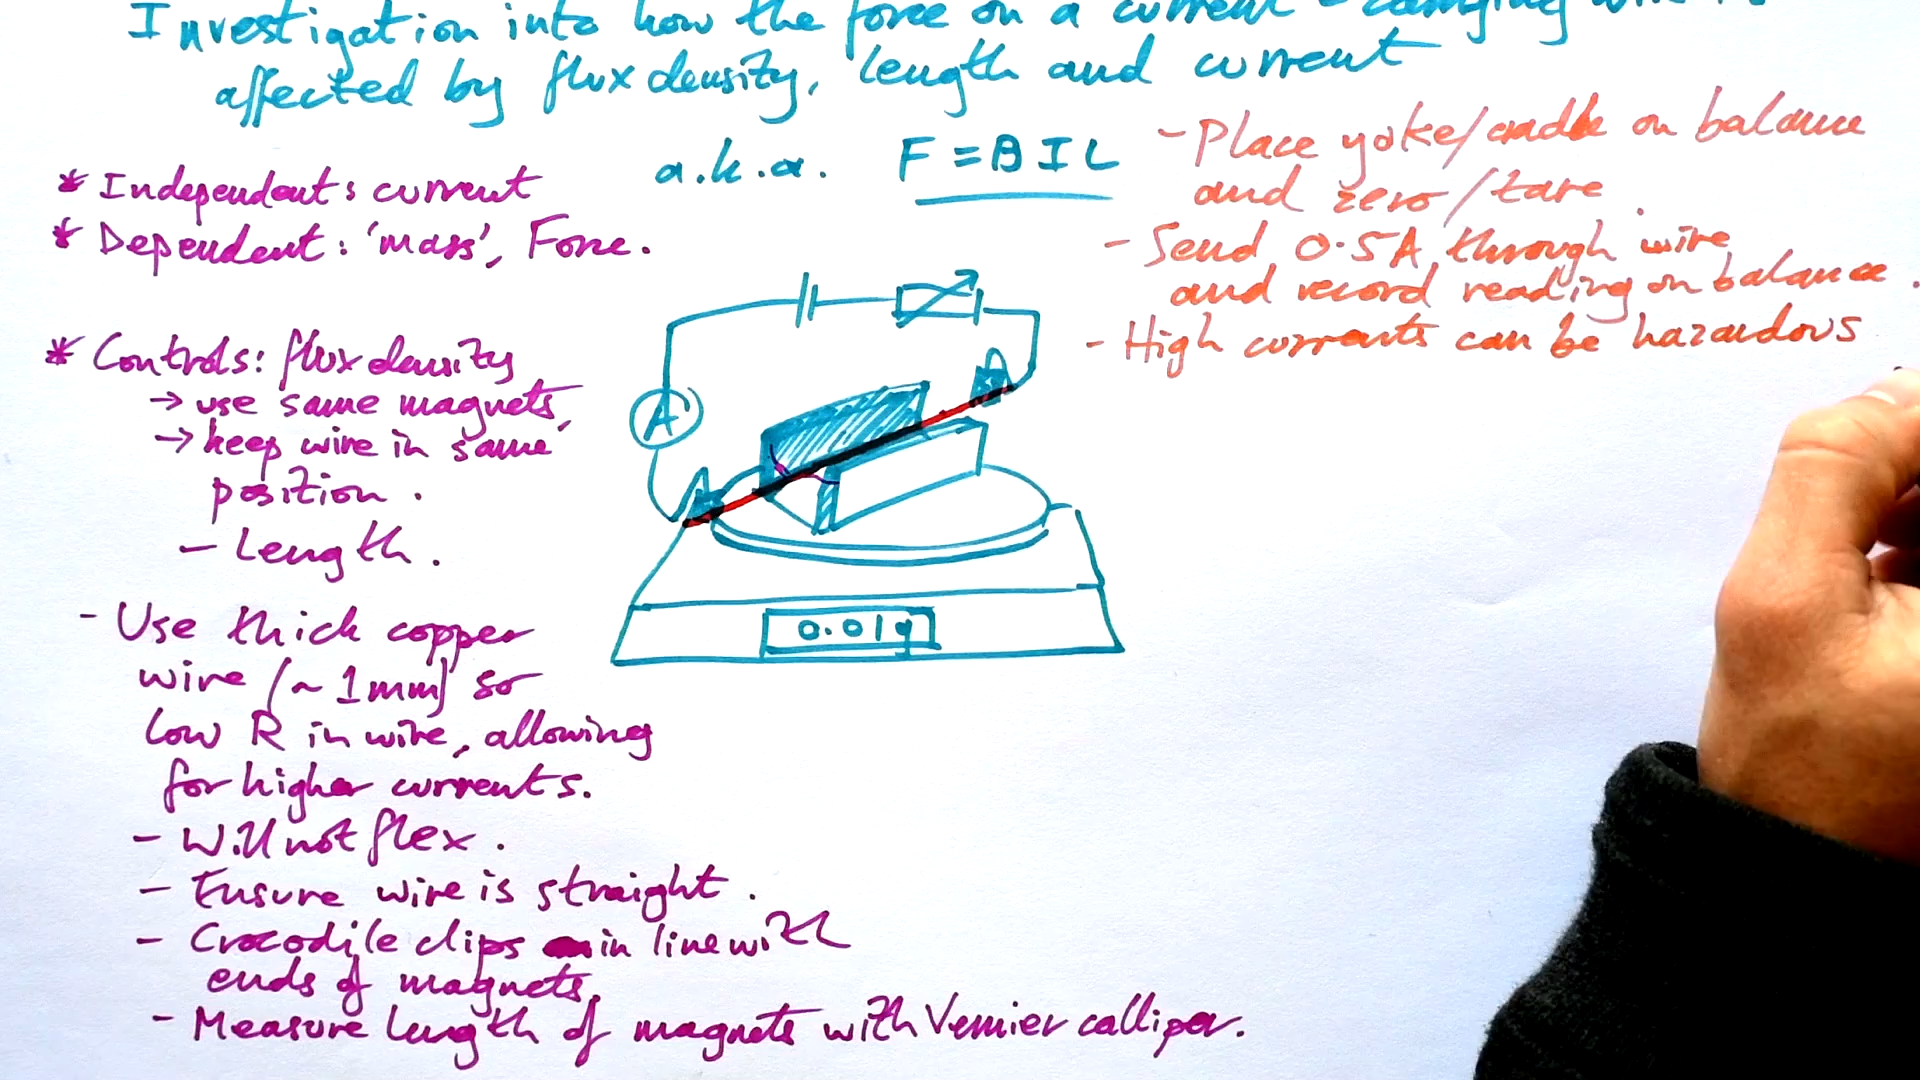 Investigation into how the force on a current-carrying wire is
affected by flux density, length and current
a.k.a. F = BIL
* Independent: current
* Dependent: 'mass', Force.
* Controls: flux density
→ use same magnets,
→ keep wire in same
position.
- Length.
- Use thick copper
wire (~ 1mm) so
low R in wire, allowing
for higher currents.
- Will not flex.
- Ensure wire is straight.
- Crocodile clips in line with
ends of magnets.
- Measure length of magnets with Vernier calliper.
A
0.01g
- Place yoke/cradle on balance
and zero/tare
- Send 0.5A through wire
and record reading on balance.
- High currents can be hazardous